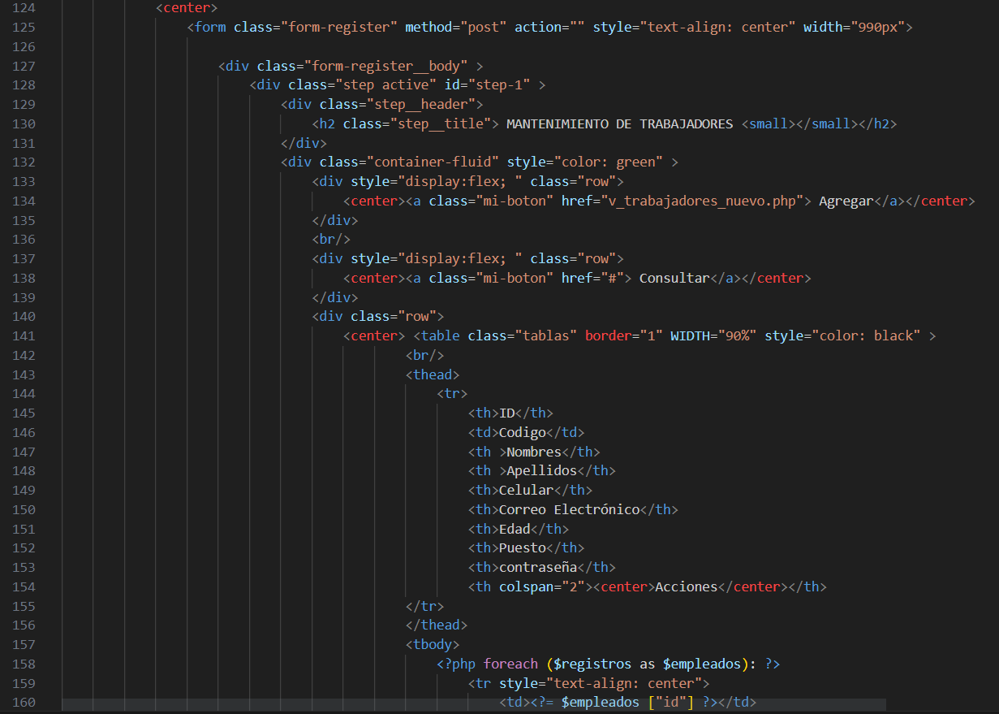 124 <center>
125 <form class="form-register" method="post" action="" style="text-align: center" width="990px">
126
127 <div class="form-register__body" >
128 <div class="step active" id="step-1" >
129 <div class="step__header">
130 <h2 class="step__title"> MANTENIMIENTO DE TRABAJADORES <small></small></h2>
131 </div>
132 <div class="container-fluid" style="color: green" >
133 <div style="display:flex; " class="row">
134 <center><a class="mi-boton" href="v_trabajadores_nuevo.php"> Agregar</a></center>
135 </div>
136 <br/>
137 <div style="display:flex; " class="row">
138 <center><a class="mi-boton" href="#"> Consultar</a></center>
139 </div>
140 <div class="row">
141 <center> <table class="tablas" border="1" WIDTH="90%" style="color: black" >
142 <br/>
143 <thead>
144 <tr>
145 <th>ID</th>
146 <td>Codigo</td>
147 <th >Nombres</th>
148 <th >Apellidos</th>
149 <th>Celular</th>
150 <th>Correo Electrónico</th>
151 <th>Edad</th>
152 <th>Puesto</th>
153 <th>contraseña</th>
154 <th colspan="2"><center>Acciones</center></th>
155 </tr>
156 </thead>
157 <tbody>
158 <?php foreach ($registros as $empleados): ?>
159 <tr style="text-align: center">
160 <td><?= $empleados ["id"] ?></td>